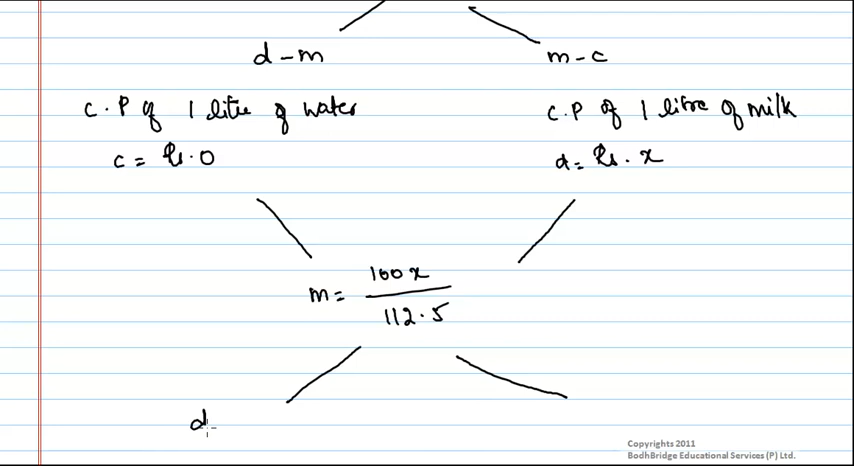 d – m m – c
C.P of 1 litre of water C.P of 1 litre of milk
c = Rs. 0 d = Rs. x
m = 100x / 112.5
d-
Copyrights 2011
BodhBridge Educational Services (P) Ltd.